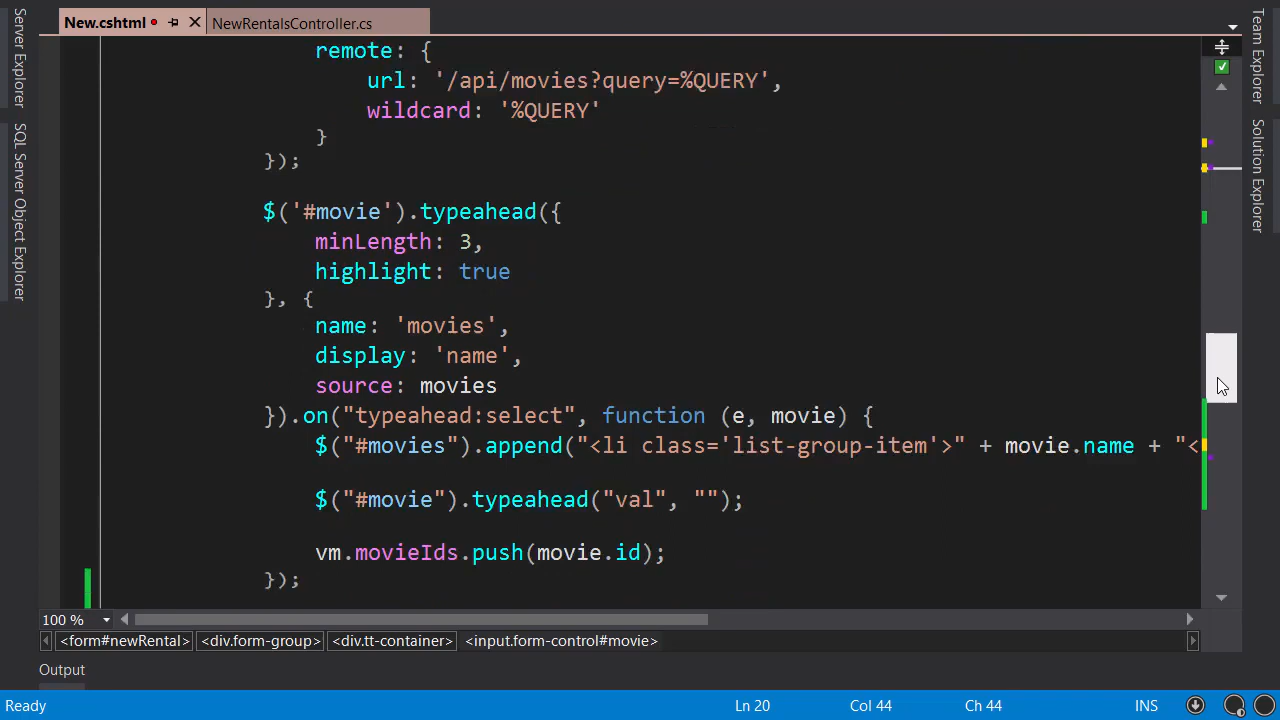 Server Explorer
SQL Server Object Explorer
New.cshtml
NewRentalsController.cs
remote: {
url: '/api/movies?query=%QUERY',
wildcard: '%QUERY'
}
});
$('#movie').typeahead({
minLength: 3,
highlight: true
}, {
name: 'movies',
display: 'name',
source: movies
}).on("typeahead:select", function (e, movie) {
$("#movies").append("<li class='list-group-item'>" + movie.name + "<
$("#movie").typeahead("val", "");
vm.movieIds.push(movie.id);
});
Team Explorer
Solution Explorer
100 %
<form#newRental> <div.form-group> <div.tt-container> <input.form-control#movie>
Output
Ready Ln 20 Col 44 Ch 44 INS